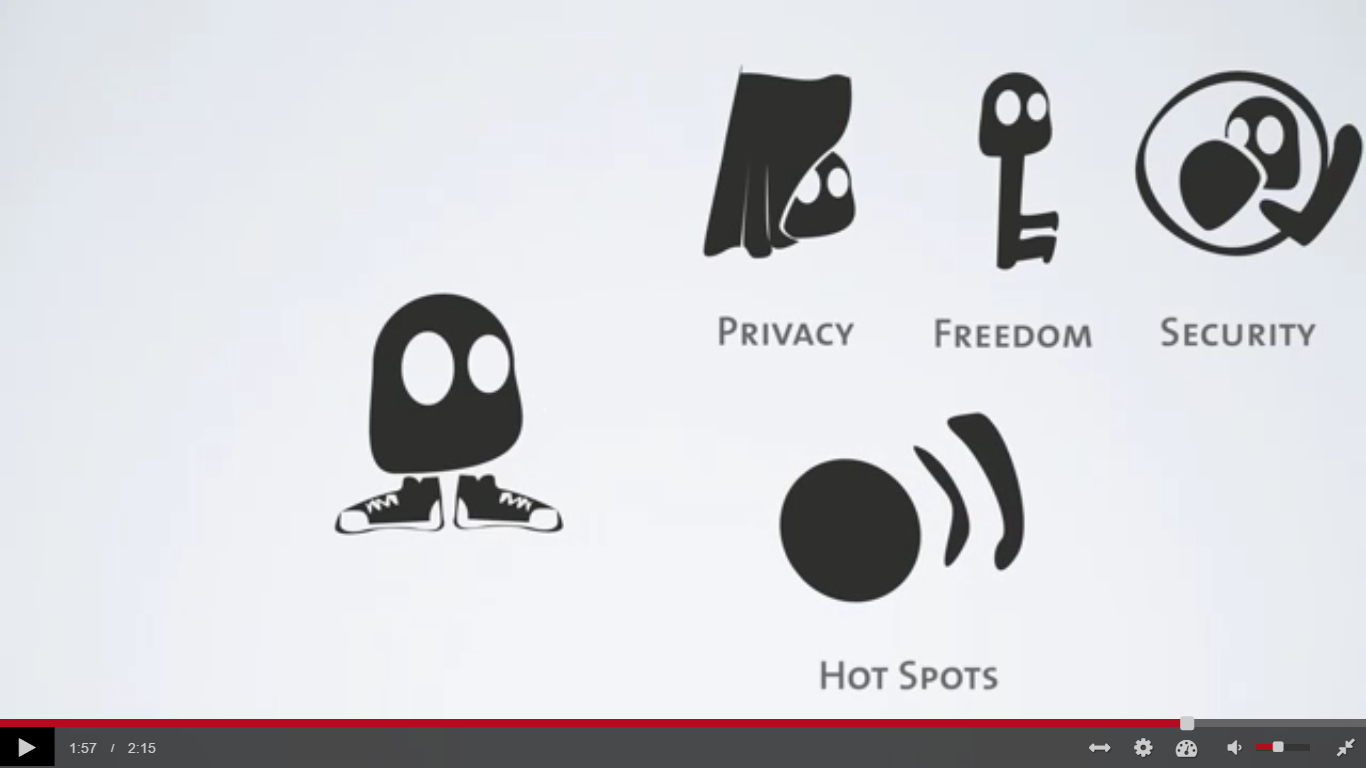 PRIVACY FREEDOM SECURITY
HOT SPOTS
1:57 / 2:15